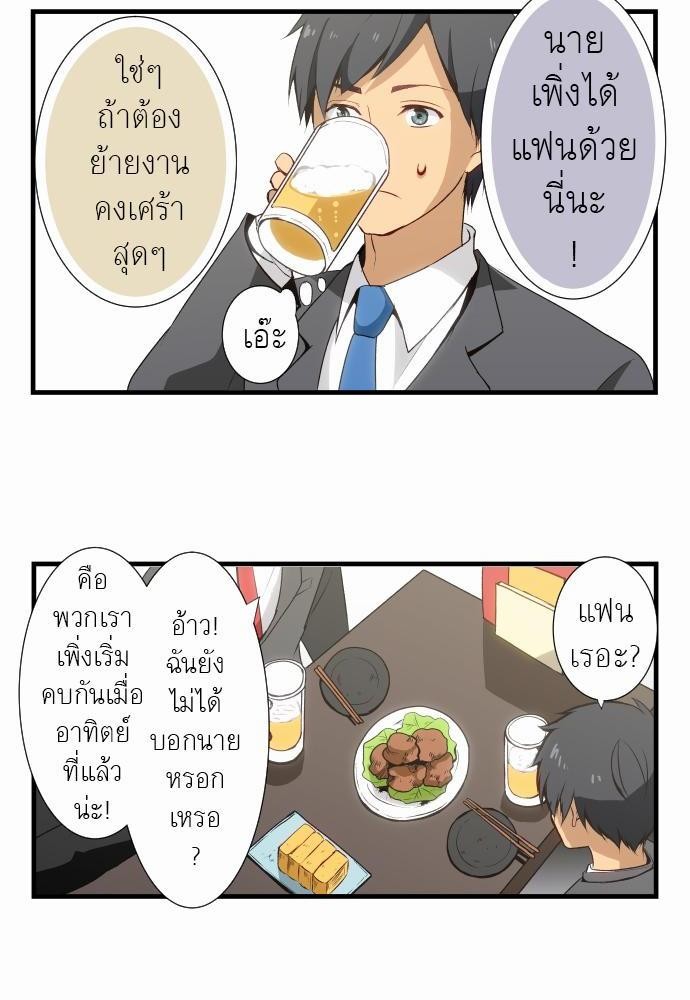 นาย
เพิ่งได้
แฟนด้วย
นี่นะ
!
ใช่ๆ
ถ้าต้อง
ย้ายงาน
คงเศร้า
สุดๆ
เอ๊ะ
แฟน
เรอะ?
อ้าว!
ฉันยัง
ไม่ได้
บอกนาย
หรอก
เหรอ
?
คือ
พวกเรา
เพิ่งเริ่ม
คบกันเมื่อ
อาทิตย์
ที่แล้ว
น่ะ!